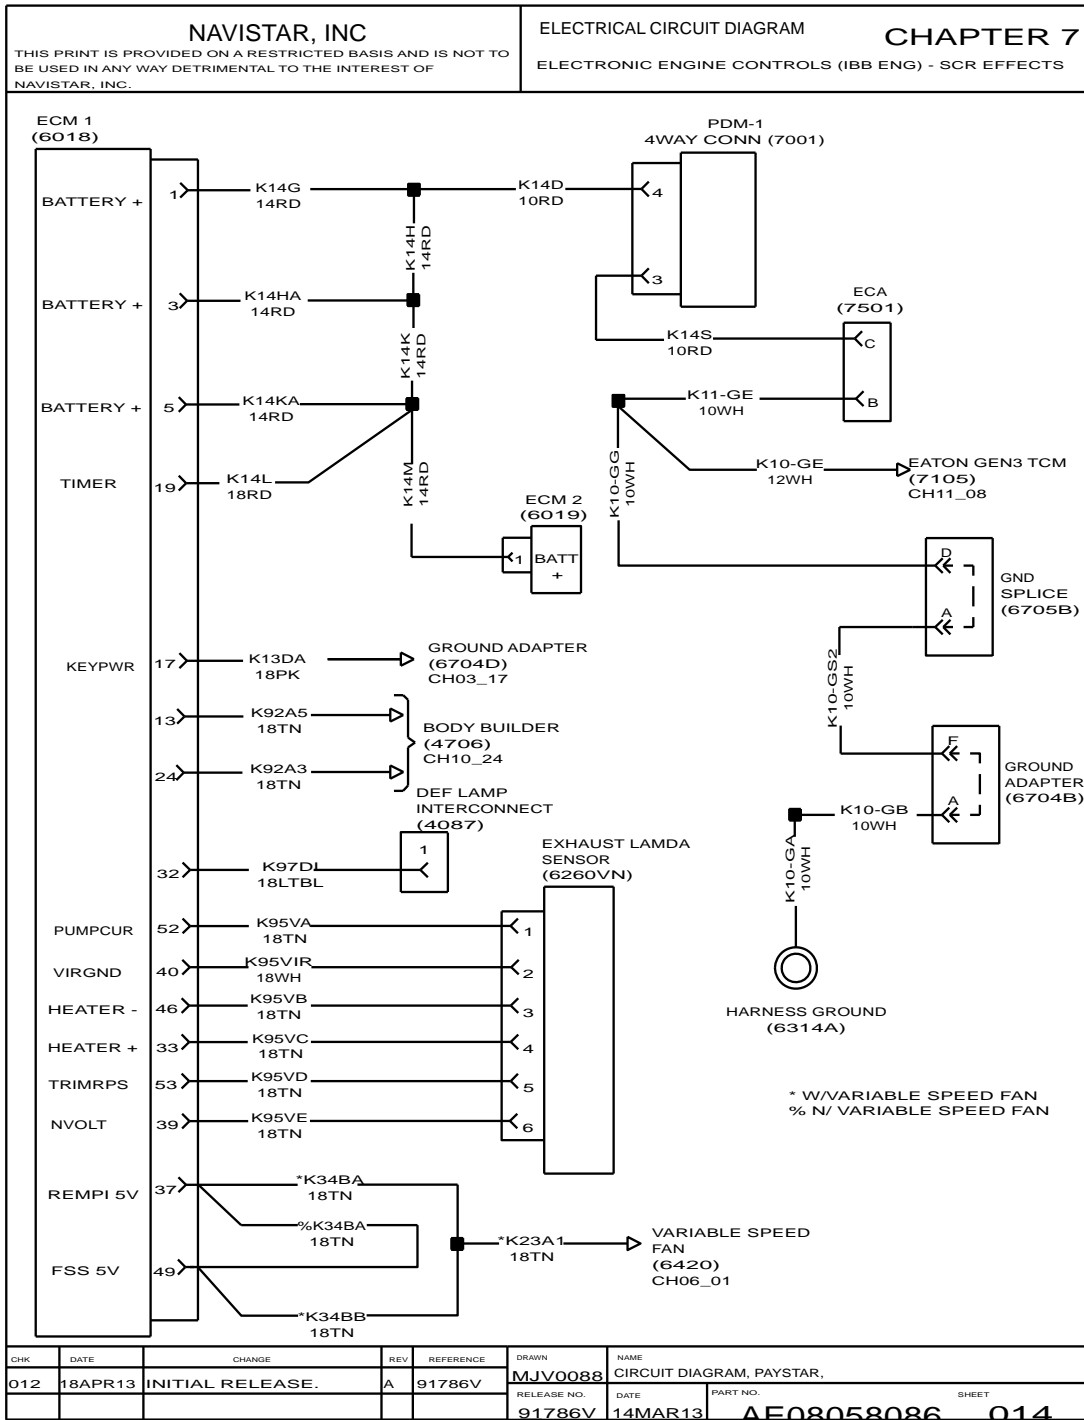 NAVISTAR, INC
THIS PRINT IS PROVIDED ON A RESTRICTED BASIS AND IS NOT TO
BE USED IN ANY WAY DETRIMENTAL TO THE INTEREST OF
NAVISTAR, INC.
ELECTRICAL CIRCUIT DIAGRAM
CHAPTER 7
ELECTRONIC ENGINE CONTROLS (IBB ENG) - SCR EFFECTS
ECM 1
(6018)
BATTERY +
1
K14G
14RD
K14D
10RD
PDM-1
4WAY CONN (7001)
4
3
K14H
14RD
BATTERY +
3
K14HA
14RD
K14K
14RD
K14S
10RD
ECA
(7501)
C
B
BATTERY +
5
K14KA
14RD
K11-GE
10WH
TIMER
19
K14L
18RD
K14M
14RD
K10-GG
10WH
K10-GE
12WH
EATON GEN3 TCM
(7105)
CH11_08
ECM 2
(6019)
1
BATT
+
D
A
GND
SPLICE
(6705B)
K10-GS2
10WH
KEYPWR
17
K13DA
18PK
GROUND ADAPTER
(6704D)
CH03_17
13
K92A5
18TN
24
K92A3
18TN
BODY BUILDER
(4706)
CH10_24
F
A
GROUND
ADAPTER
(6704B)
K10-GB
10WH
K10-GA
10WH
HARNESS GROUND
(6314A)
DEF LAMP
INTERCONNECT
(4087)
1
32
K97DL
18LTBL
EXHAUST LAMDA
SENSOR
(6260VN)
PUMPCUR
52
K95VA
18TN
1
VIRGND
40
K95VIR
18WH
2
HEATER -
46
K95VB
18TN
3
HEATER +
33
K95VC
18TN
4
TRIMRPS
53
K95VD
18TN
5
NVOLT
39
K95VE
18TN
6
* W/VARIABLE SPEED FAN
% N/ VARIABLE SPEED FAN
REMPI 5V
37
*K34BA
18TN
%K34BA
18TN
FSS 5V
49
*K34BB
18TN
*K23A1
18TN
VARIABLE SPEED
FAN
(6420)
CH06_01
CHK
DATE
CHANGE
REV
REFERENCE
012
18APR13
INITIAL RELEASE.
A
91786V
DRAWN
MJV0088
NAME
CIRCUIT DIAGRAM, PAYSTAR,
RELEASE NO.
91786V
DATE
14MAR13
PART NO.
AE08058086
SHEET
014